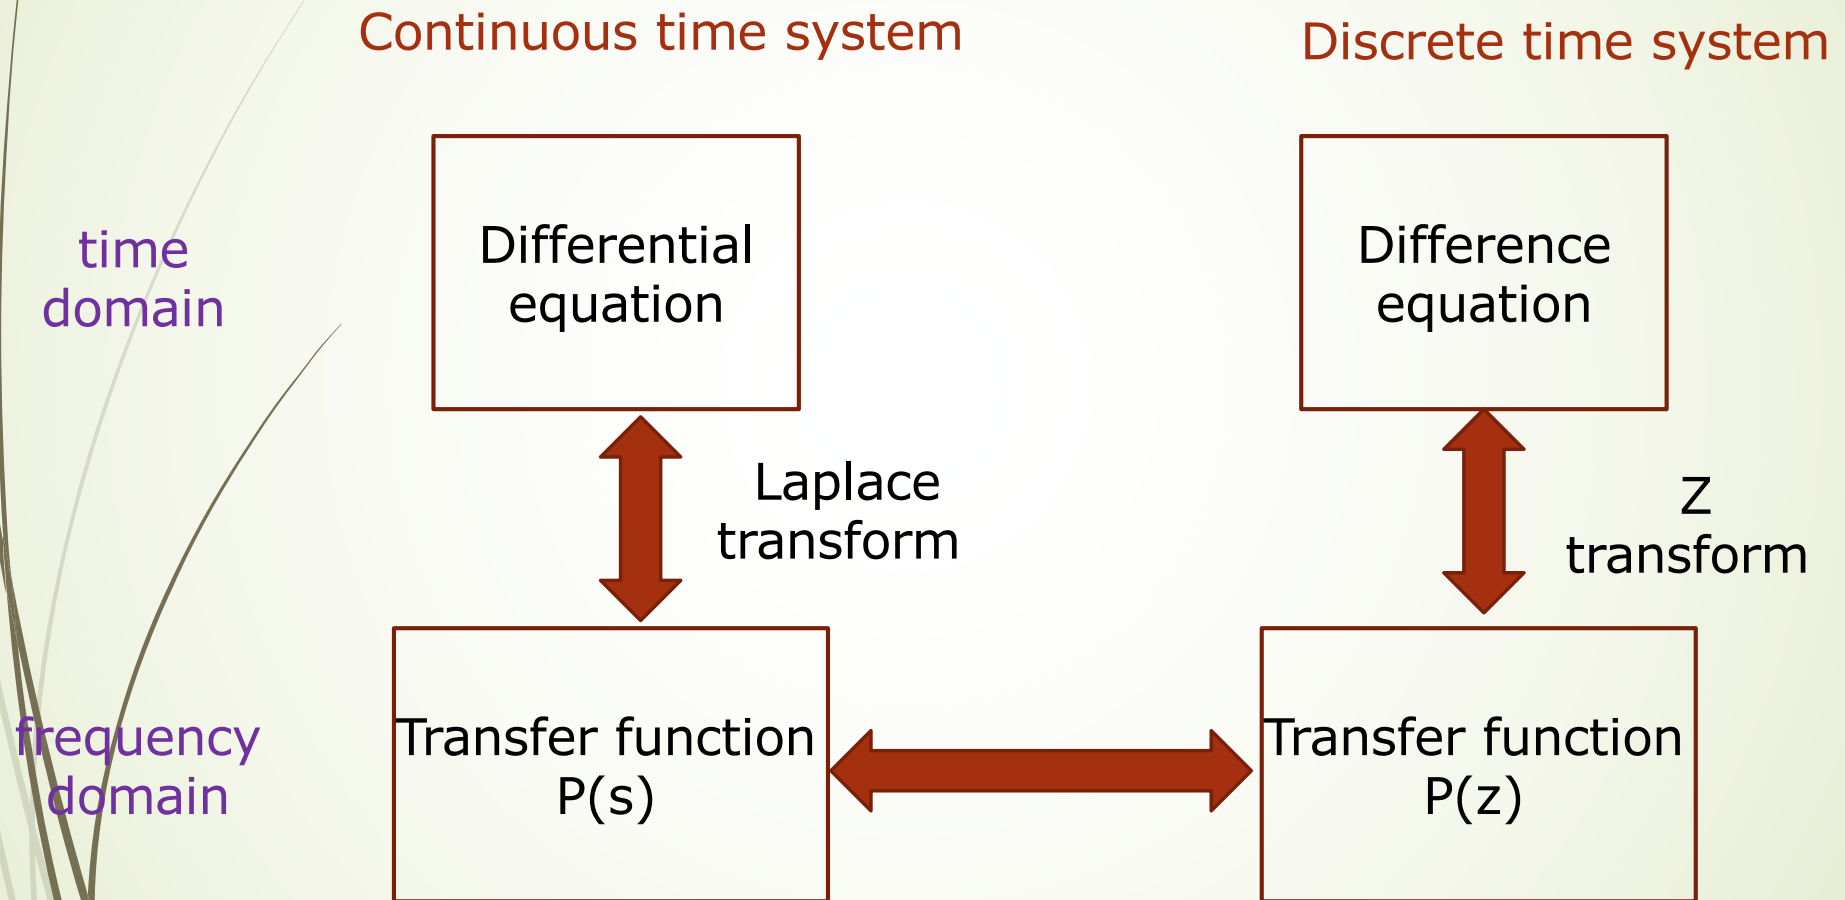 Continuous time system
Discrete time system
time
domain
Differential
equation
Difference
equation
Laplace
transform
Z
transform
frequency
domain
Transfer function
P(s)
Transfer function
P(z)